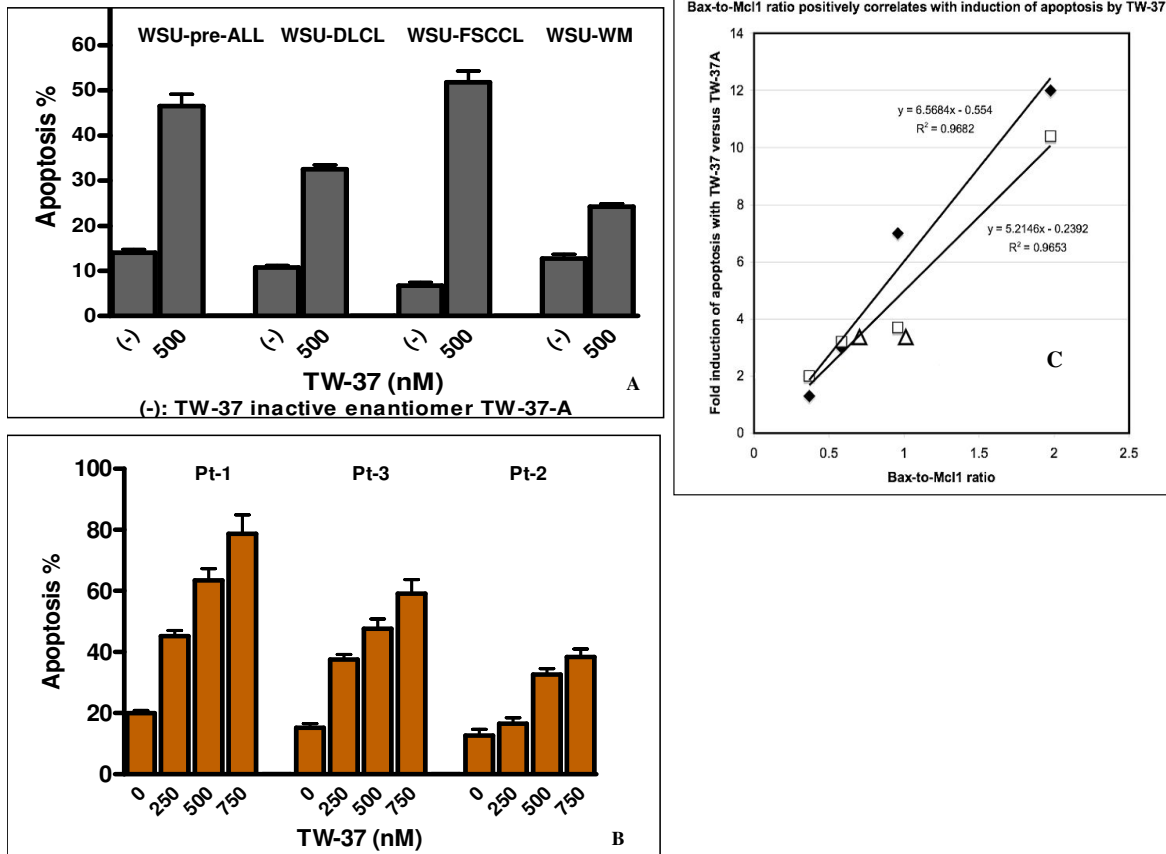 WSU-pre-ALL WSU-DLCL WSU-FSCCL WSU-WM
60
50
40
30
20
10
0
Apoptosis %
(-) 500 (-) 500 (-) 500 (-) 500
TW-37 (nM)
A
(-): TW-37 inactive enantiomer TW-37-A
Pt-1 Pt-3 Pt-2
100
80
60
40
20
0
Apoptosis %
0 250 500 750 0 250 500 750 0 250 500 750
TW-37 (nM)
B
Bax-to-Mcl1 ratio positively correlates with induction of apoptosis by TW-37
14
12
10
8
6
4
2
0
Fold induction of apoptosis with TW-37 versus TW-37A
y = 6.5684x - 0.554
R² = 0.9682
y = 5.2146x - 0.2392
R² = 0.9653
C
0 0.5 1 1.5 2 2.5
Bax-to-Mcl1 ratio